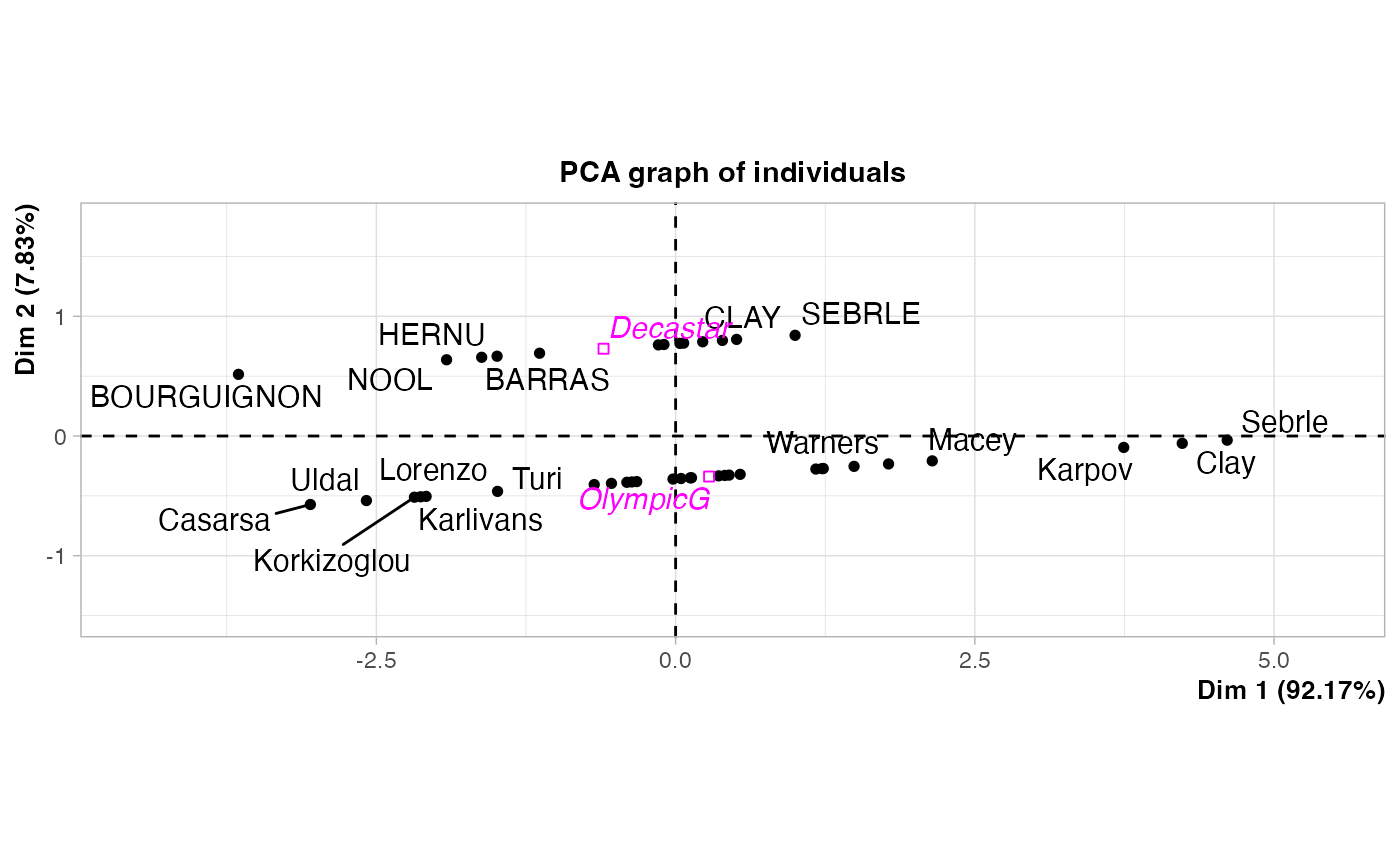 PCA graph of individuals
Dim 2 (7.83%)
1
0
-1
CLAY
SEBRLE
Decastar
HERNU
NOOL
BARRAS
BOURGUIGNON
Sebrle
Warners
Macey
Karpov
Clay
Lorenzo
Uldal
Turi
OlympicG
Casarsa
Karlivans
Korkizoglou
-2.5
0.0
2.5
5.0
Dim 1 (92.17%)